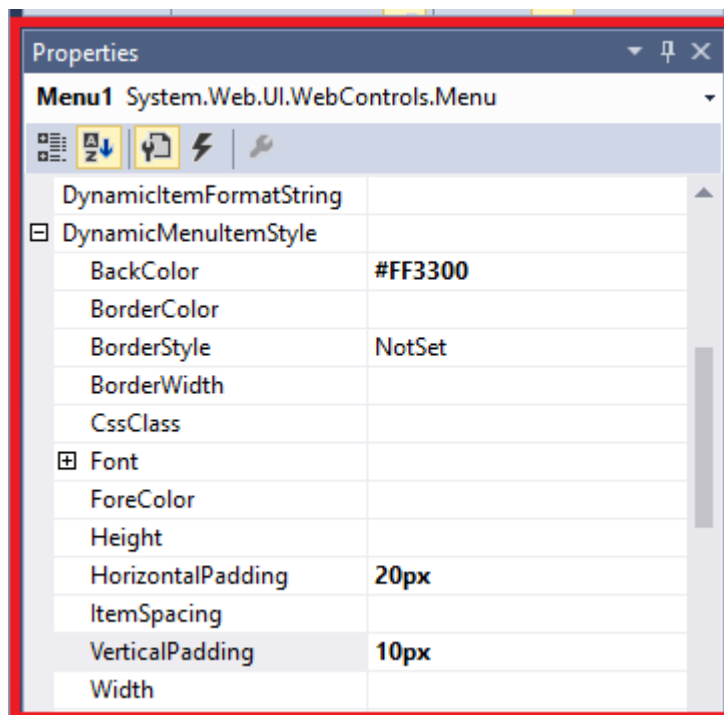 Properties
Menu1 System.Web.UI.WebControls.Menu
DynamicItemFormatString
DynamicMenuItemStyle
BackColor #FF3300
BorderColor
BorderStyle NotSet
BorderWidth
CssClass
Font
ForeColor
Height
HorizontalPadding 20px
ItemSpacing
VerticalPadding 10px
Width